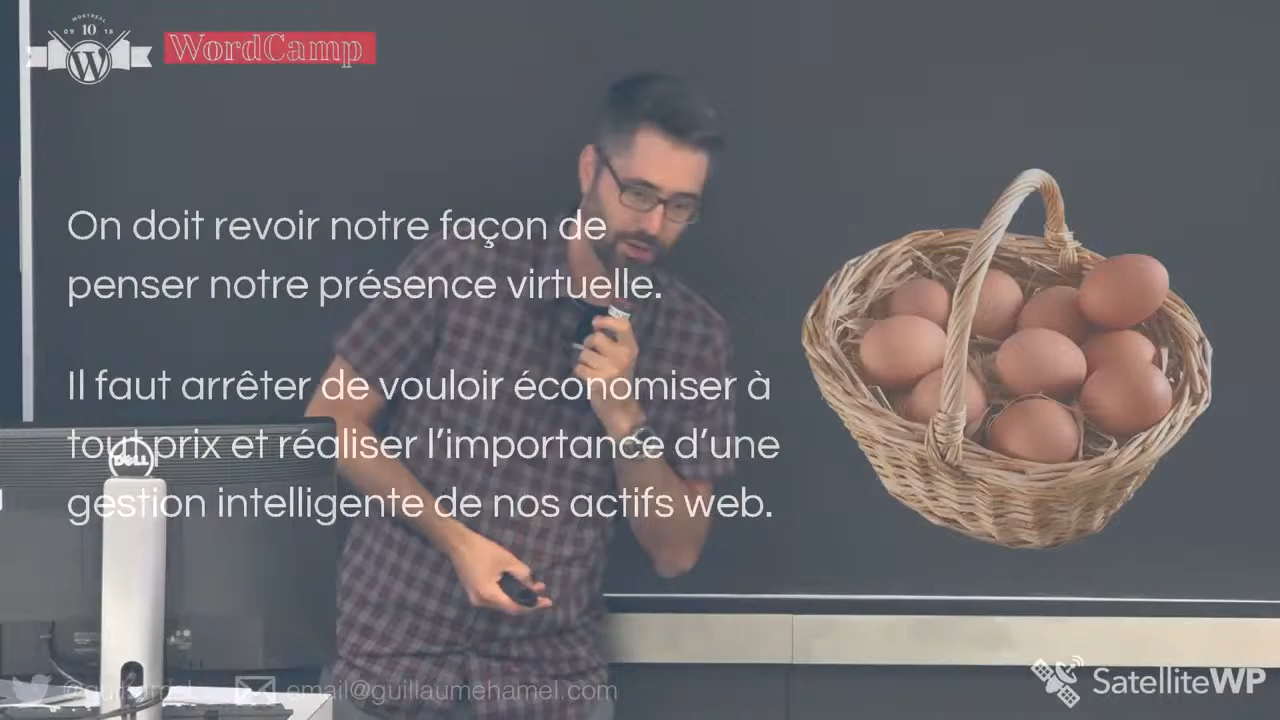 MONTREAL
09 10 18
W
WordCamp
On doit revoir notre façon de
penser notre présence virtuelle.
Il faut arrêter de vouloir économiser à
tout prix et réaliser l’importance d’une
gestion intelligente de nos actifs web.
DELL
email@guillaumehamel.com
SatelliteWP